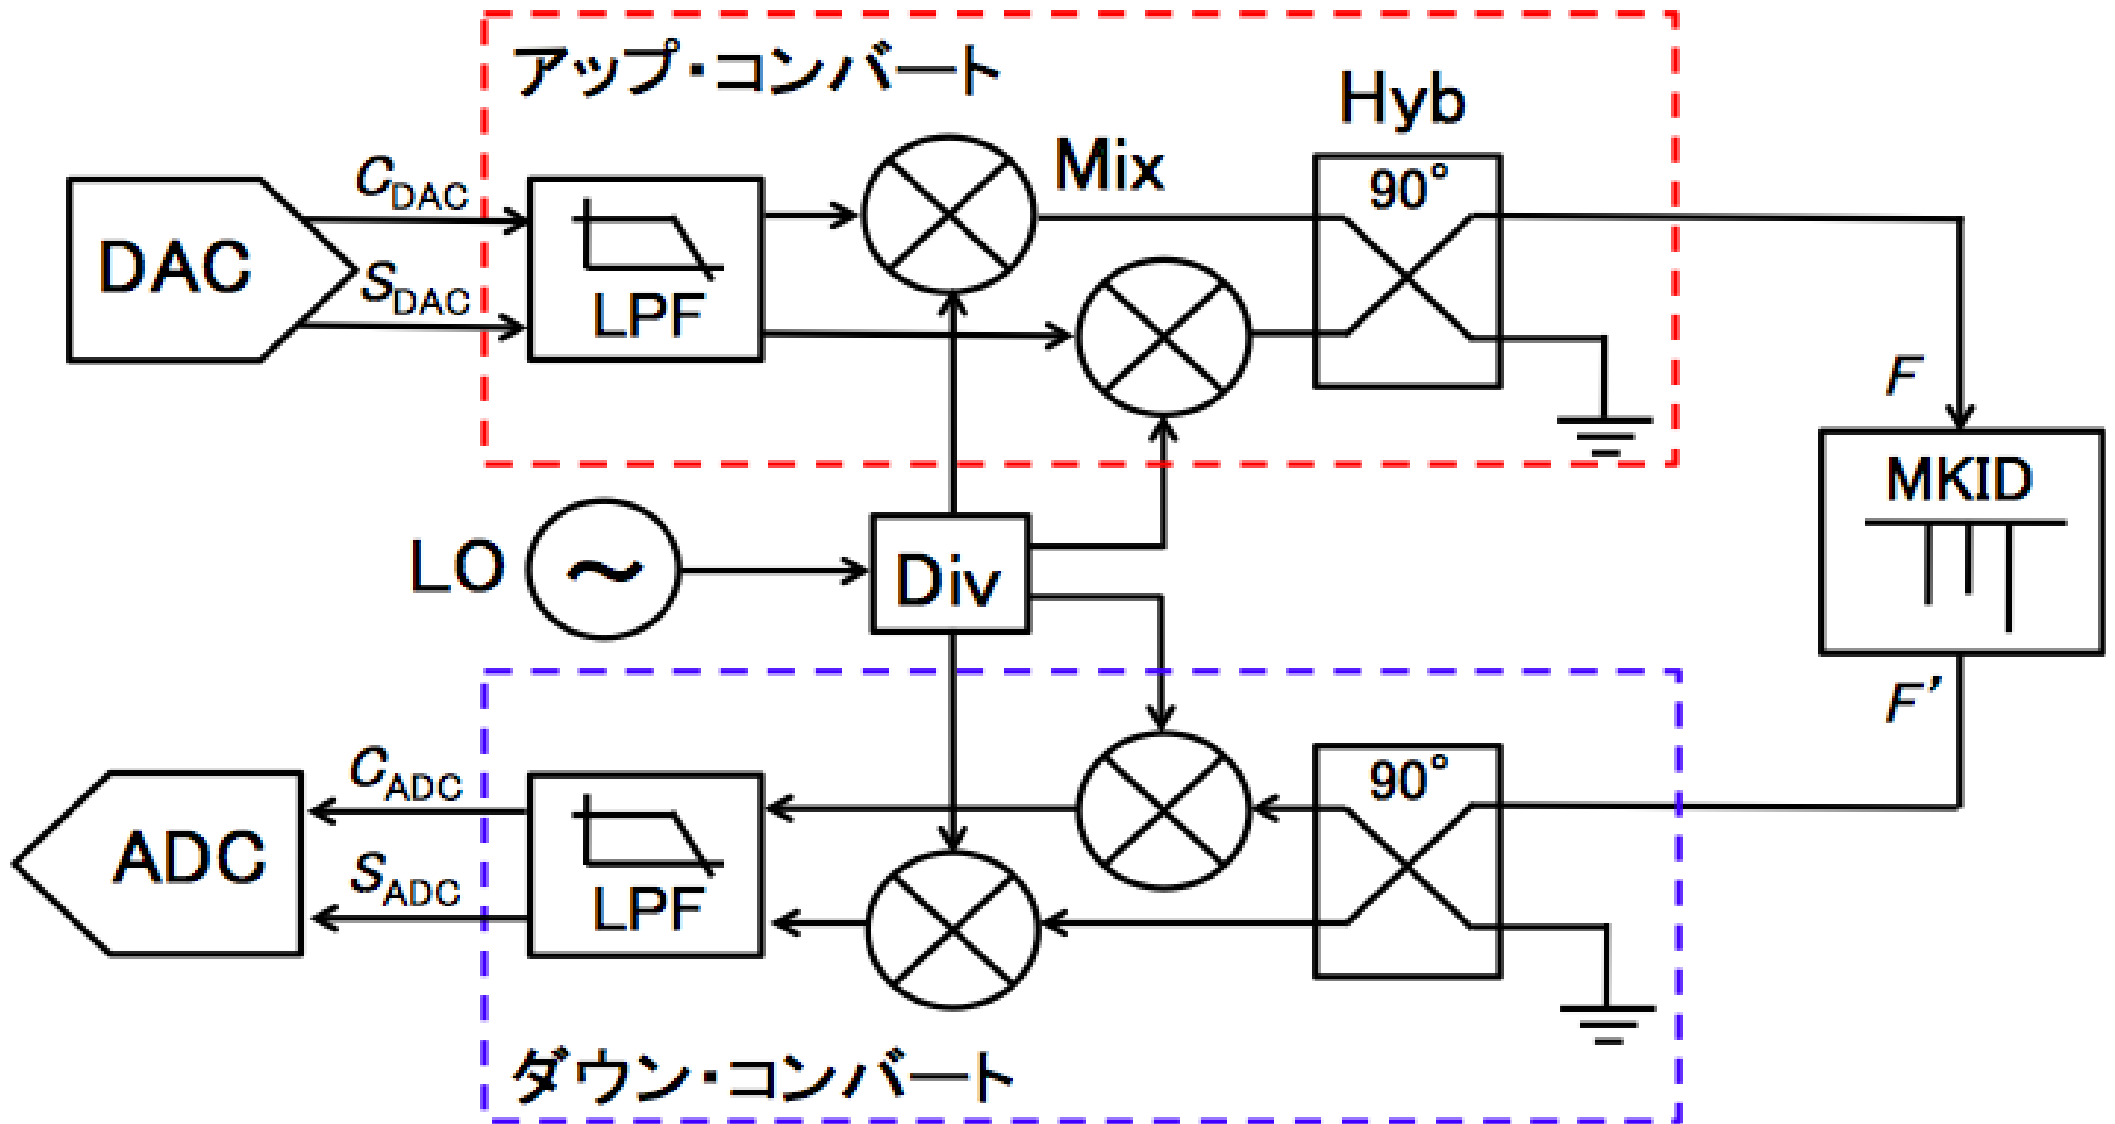 アップ・コンバート
Hyb
Mix
90°
C_DAC
DAC
S_DAC
LPF
F
MKID
LO
~
Div
F'
90°
C_ADC
ADC
S_ADC
LPF
ダウン・コンバート